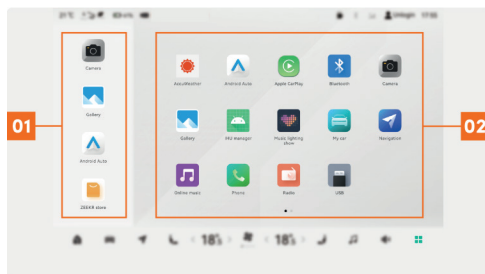 01
02
Camera
Gallery
Android Auto
ZEEKR store
AccuWeather
Android Auto
Apple CarPlay
Bluetooth
Camera
Gallery
Mid manager
Music lighting
show
My car
Navigation
Online music
Phone
Radio
USB
18°
18°